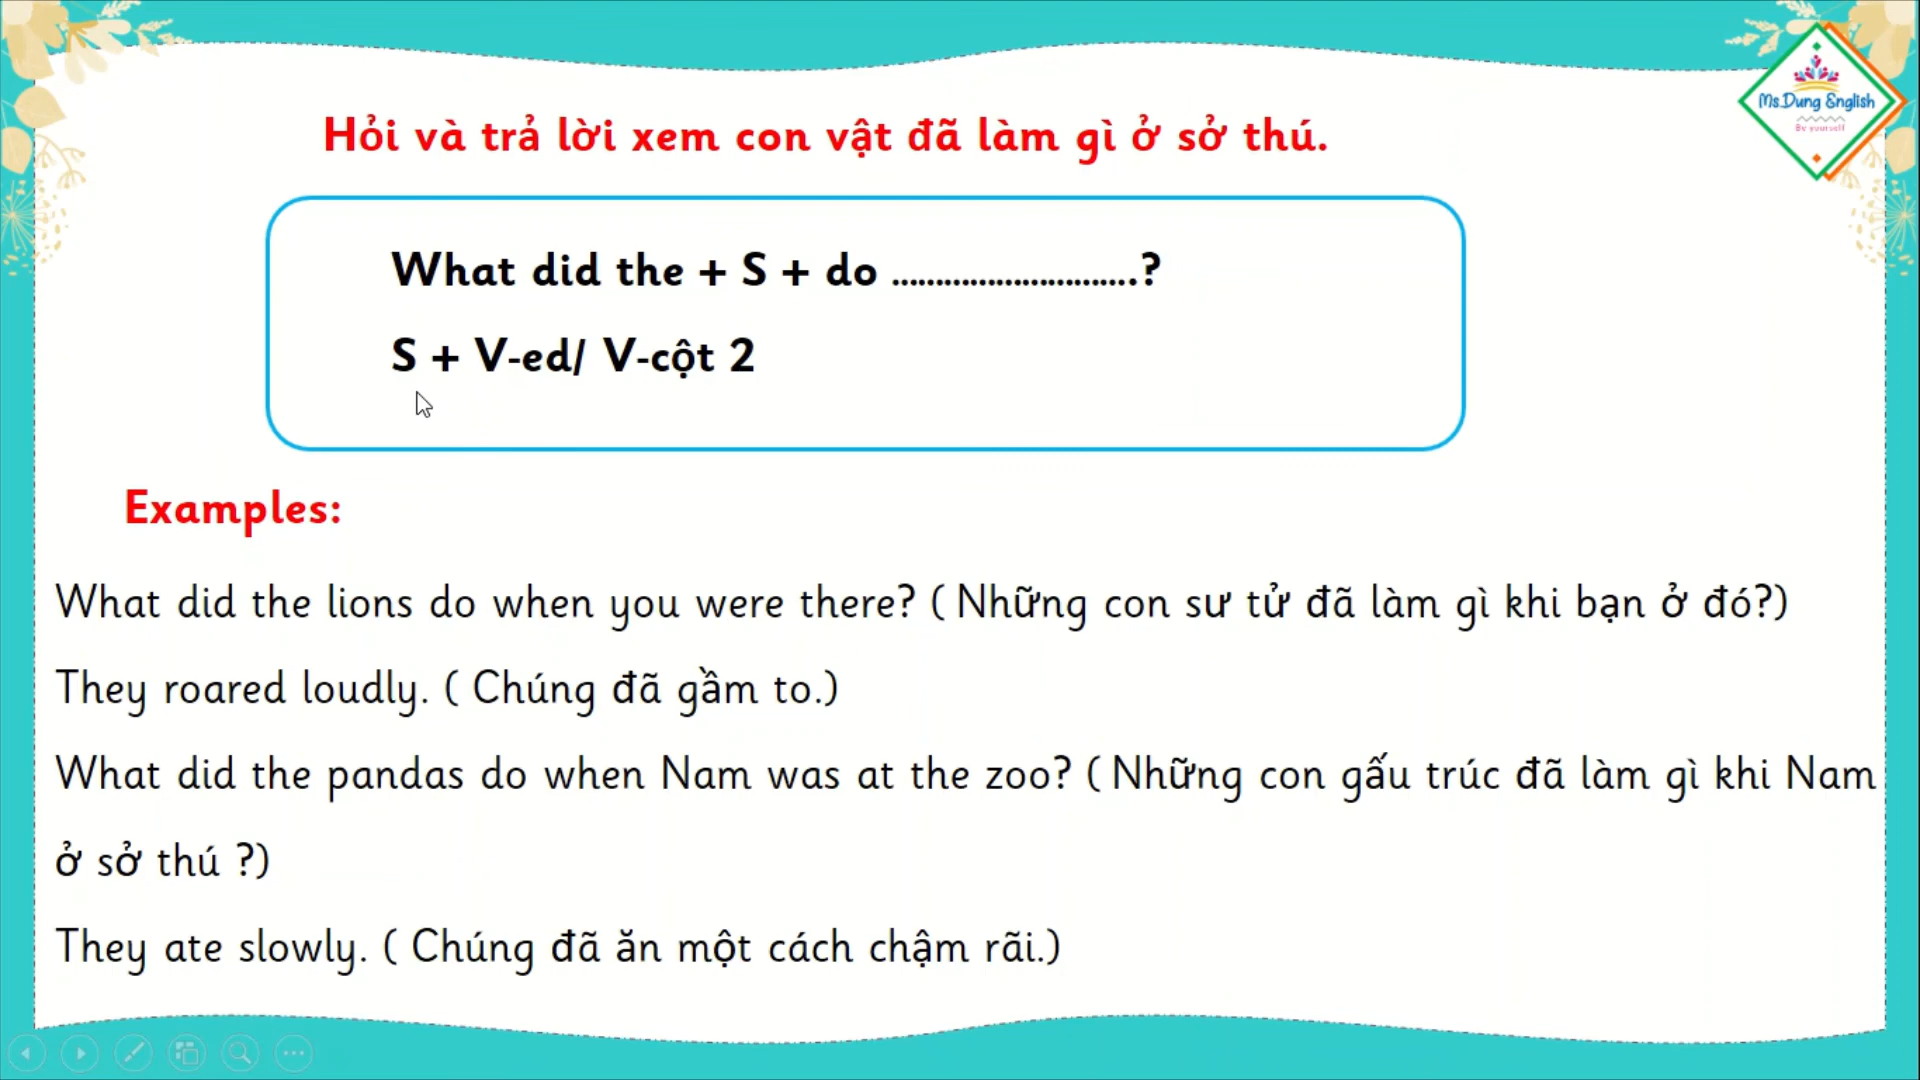 Ms.Dung English
Be yourself
Hỏi và trả lời xem con vật đã làm gì ở sở thú.
What did the + S + do ............................?
S + V-ed/ V-cột 2
Examples:
What did the lions do when you were there? ( Những con sư tử đã làm gì khi bạn ở đó?)
They roared loudly. ( Chúng đã gầm to.)
What did the pandas do when Nam was at the zoo? ( Những con gấu trúc đã làm gì khi Nam
ở sở thú ?)
They ate slowly. ( Chúng đã ăn một cách chậm rãi.)